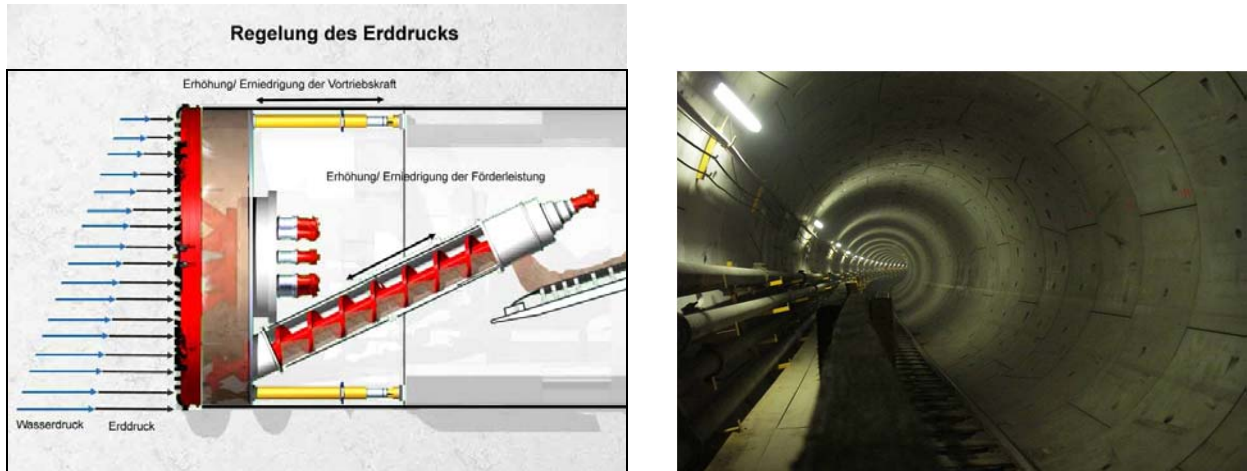 Regelung des Erddrucks
Erhöhung/ Erniedrigung der Vortriebskraft
Erhöhung/ Erniedrigung der Förderleistung
Wasserdruck
Erddruck